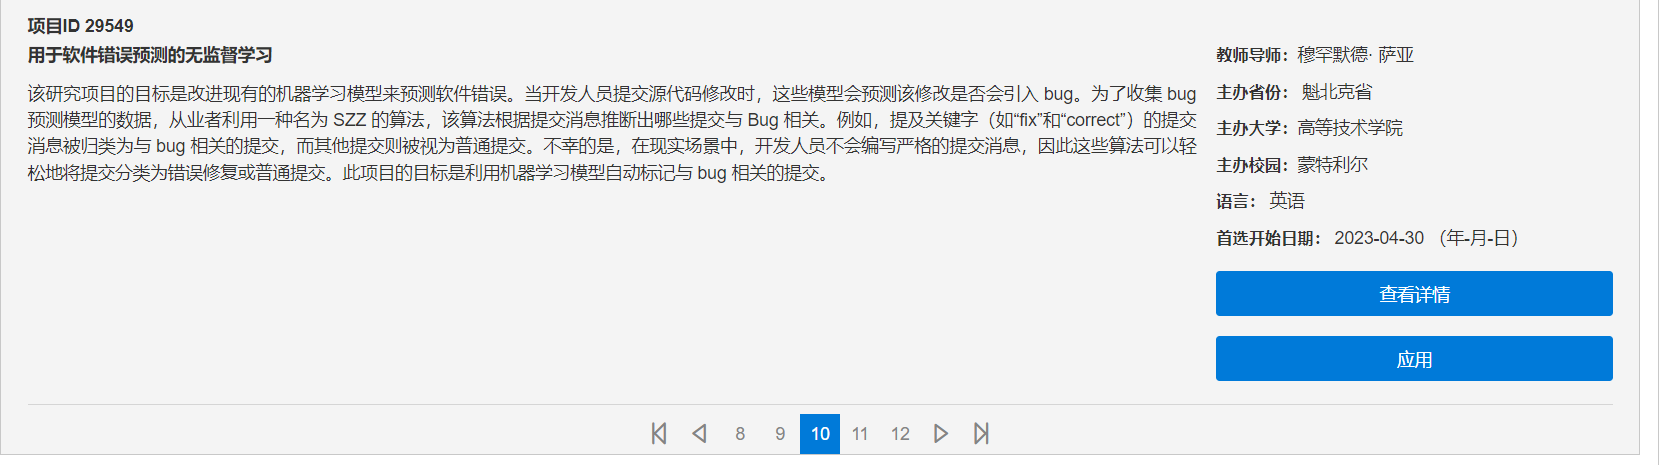 项目ID 29549
用于软件错误预测的无监督学习
该研究项目的目标是改进现有的机器学习模型来预测软件错误。当开发人员提交源代码修改时，这些模型会预测该修改是否会引入 bug。为了收集 bug
预测模型的数据，从业者利用一种名为 SZZ 的算法，该算法根据提交消息推断出哪些提交与 Bug 相关。例如，提及关键字（如“fix”和“correct”）的提交
消息被归类为与 bug 相关的提交，而其他提交则被视为普通提交。不幸的是，在现实场景中，开发人员不会编写严格的提交消息，因此这些算法可以轻
松地将提交分类为错误修复或普通提交。此项目的目标是利用机器学习模型自动标记与 bug 相关的提交。
教师导师：穆罕默德· 萨亚
主办省份： 魁北克省
主办大学：高等技术学院
主办校园：蒙特利尔
语言： 英语
首选开始日期： 2023-04-30 （年-月-日）
查看详情
应用
8 9 10 11 12